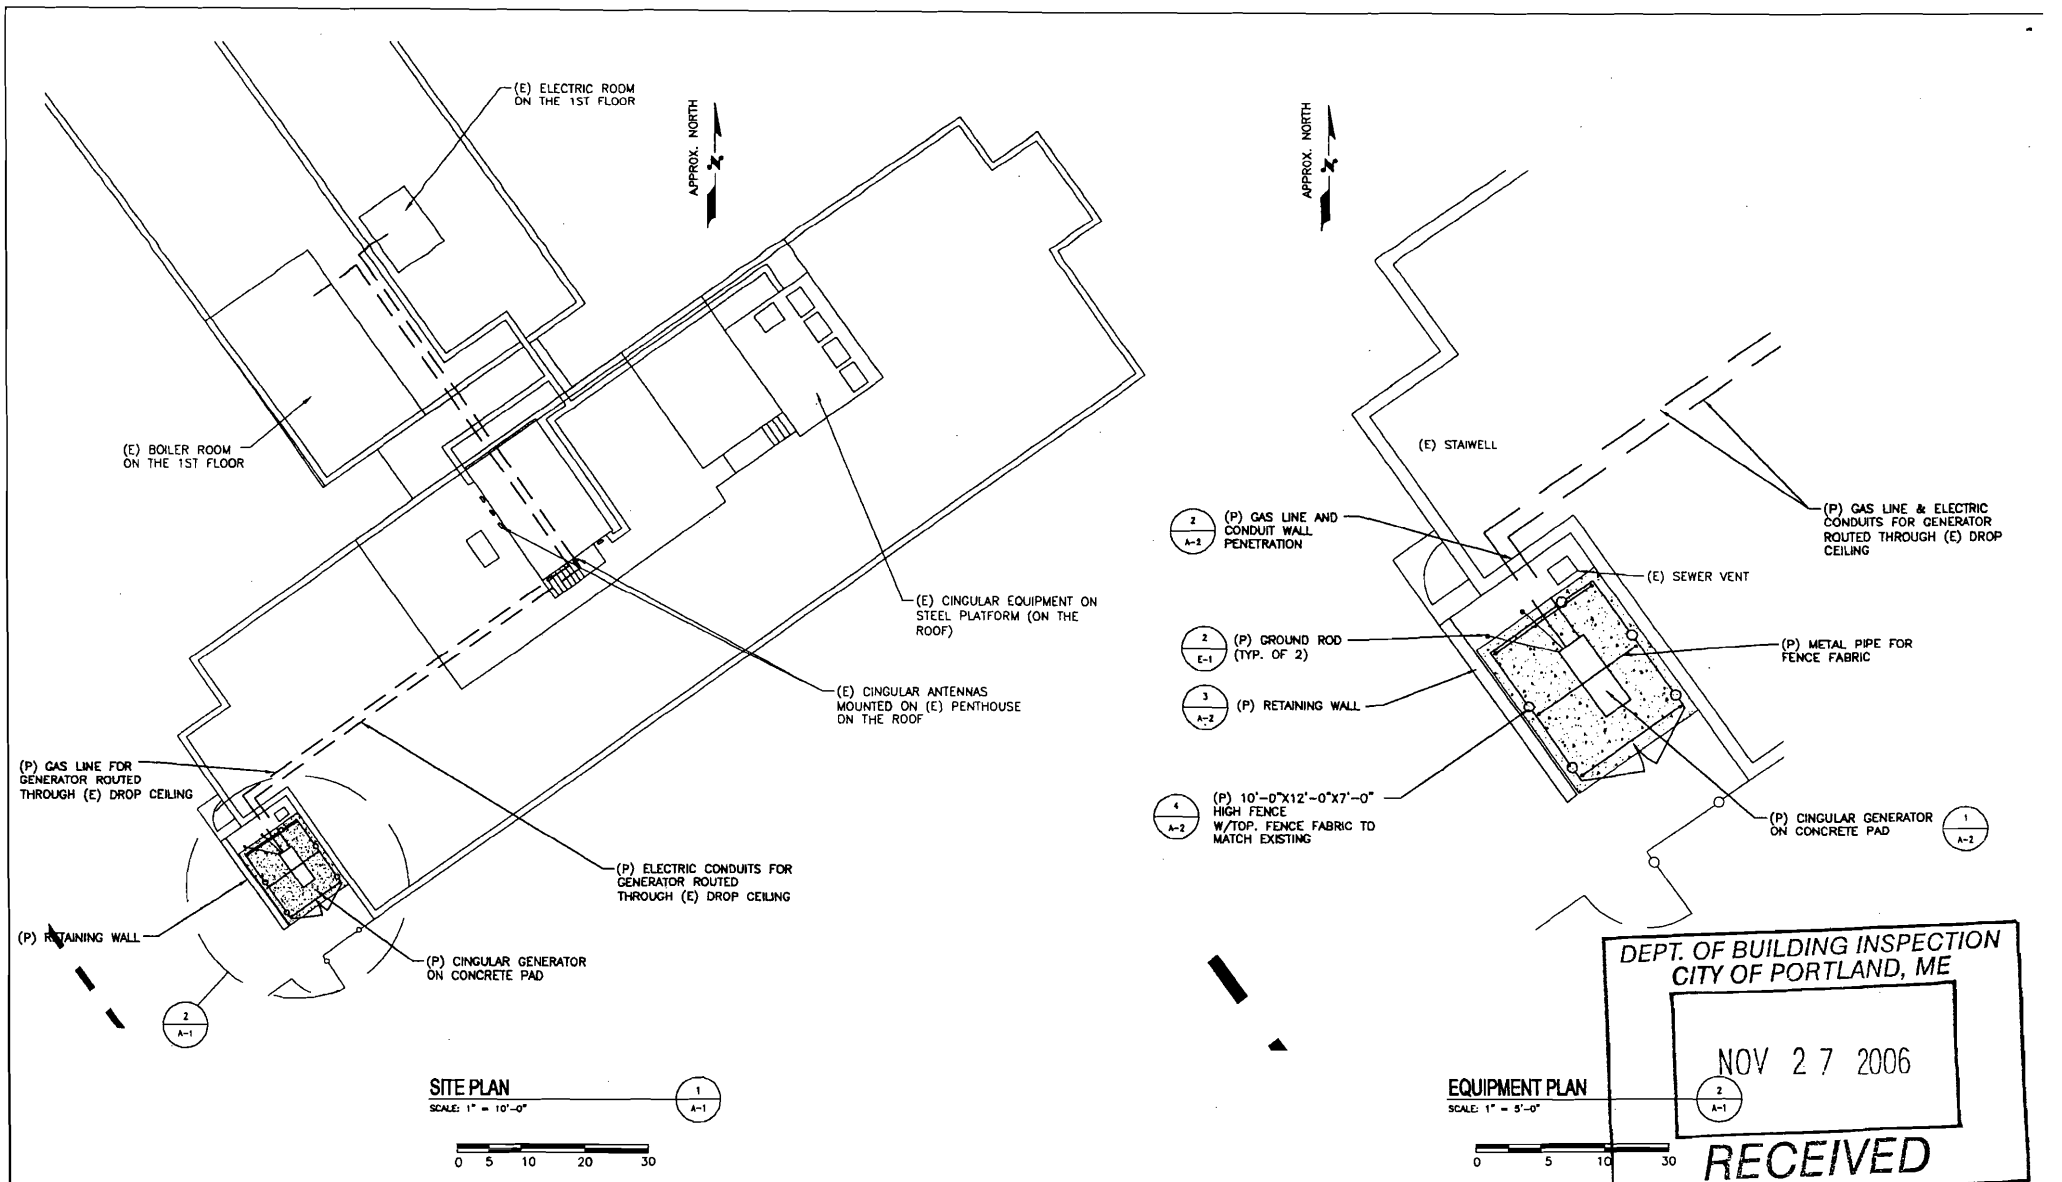 (E) ELECTRIC ROOM
ON THE 1ST FLOOR
APPROX. NORTH
N
(E) BOILER ROOM
ON THE 1ST FLOOR
(E) CINGULAR EQUIPMENT ON
STEEL PLATFORM (ON THE
ROOF)
(E) CINGULAR ANTENNAS
MOUNTED ON (E) PENTHOUSE
ON THE ROOF
(P) GAS LINE FOR
GENERATOR ROUTED
THROUGH (E) DROP CEILING
(P) ELECTRIC CONDUITS FOR
GENERATOR ROUTED
THROUGH (E) DROP CEILING
(P) RETAINING WALL
(P) CINGULAR GENERATOR
ON CONCRETE PAD
2
A-1
SITE PLAN
SCALE: 1" = 10'-0"
1
A-1
0 5 10 20 30
APPROX. NORTH
N
(E) STAIWELL
2
A-2
(P) GAS LINE AND
CONDUIT WALL
PENETRATION
(P) GAS LINE & ELECTRIC
CONDUITS FOR GENERATOR
ROUTED THROUGH (E) DROP
CEILING
(E) SEWER VENT
2
E-1
(P) GROUND ROD
(TYP. OF 2)
(P) METAL PIPE FOR
FENCE FABRIC
3
A-2
(P) RETAINING WALL
4
A-2
(P) 10'-0"X12'-0"X7'-0"
HIGH FENCE
W/TOP. FENCE FABRIC TO
MATCH EXISTING
(P) CINGULAR GENERATOR
ON CONCRETE PAD
1
A-2
EQUIPMENT PLAN
SCALE: 1" = 5'-0"
2
A-1
0 5 10 30
DEPT. OF BUILDING INSPECTION
CITY OF PORTLAND, ME
NOV 27 2006
RECEIVED